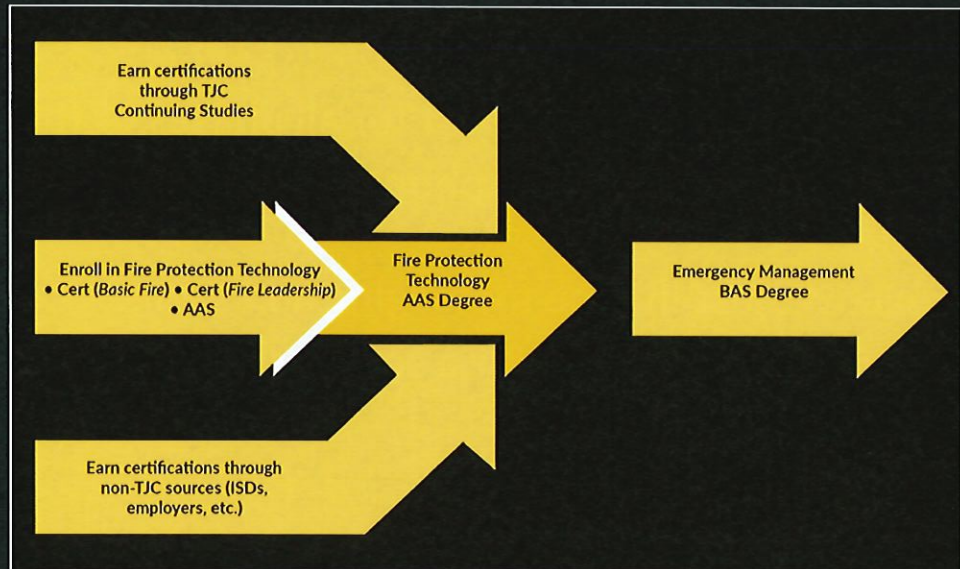 Earn certifications
through TJC
Continuing Studies
Enroll in Fire Protection Technology
• Cert (Basic Fire) • Cert (Fire Leadership)
• AAS
Fire Protection
Technology
AAS Degree
Emergency Management
BAS Degree
Earn certifications through
non-TJC sources (ISDs,
employers, etc.)